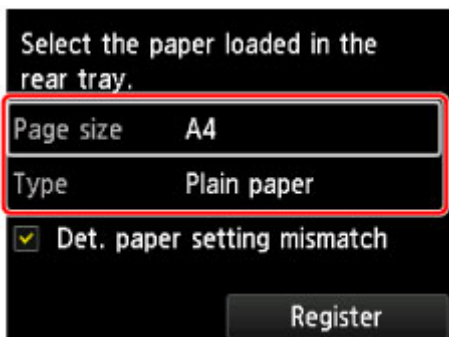 Select the paper loaded in the
rear tray.
Page size A4
Type Plain paper
Det. paper setting mismatch
Register